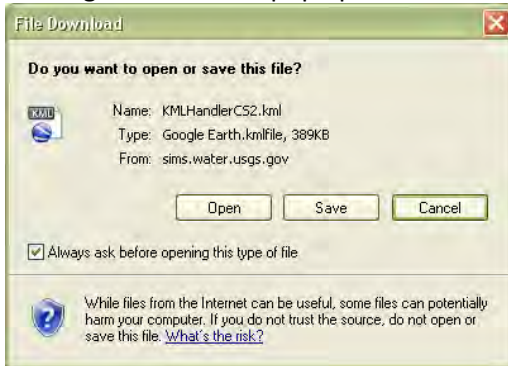 File Download
Do you want to open or save this file?
KML
Name: KMLHandlerCS2.kml
Type: Google Earth.kmlfile, 389KB
From: sims.water.usgs.gov
Open Save Cancel
Always ask before opening this type of file
While files from the Internet can be useful, some files can potentially
harm your computer. If you do not trust the source, do not open or
save this file. What's the risk?